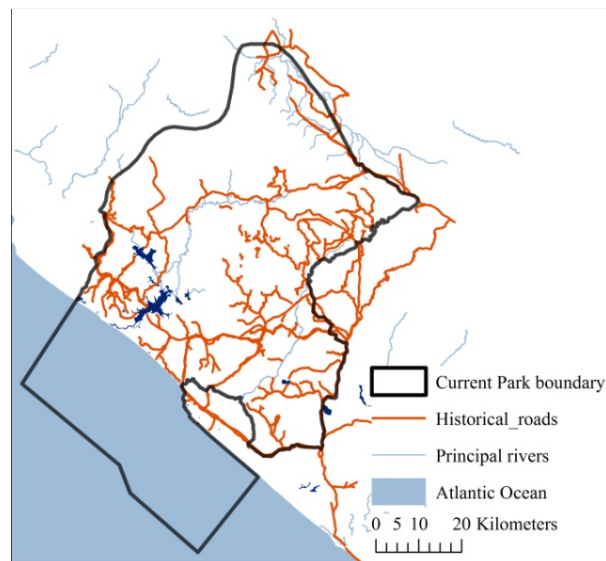 Current Park boundary
Historical_roads
Principal rivers
Atlantic Ocean
0 5 10 20 Kilometers